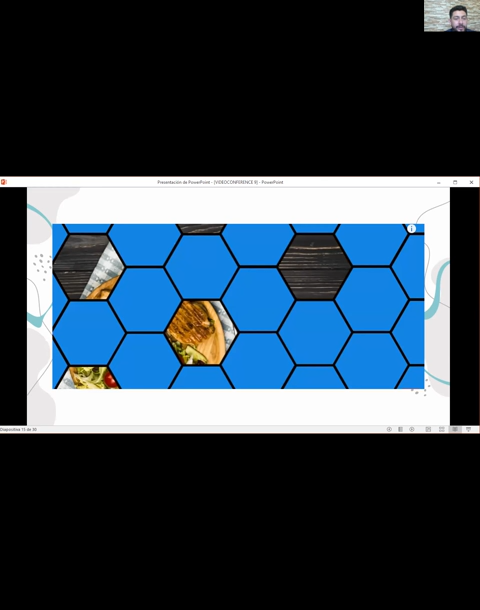 Presentación de PowerPoint - [VIDEOCONFERENCE 9] - PowerPoint
i
Diapositiva 15 de 36